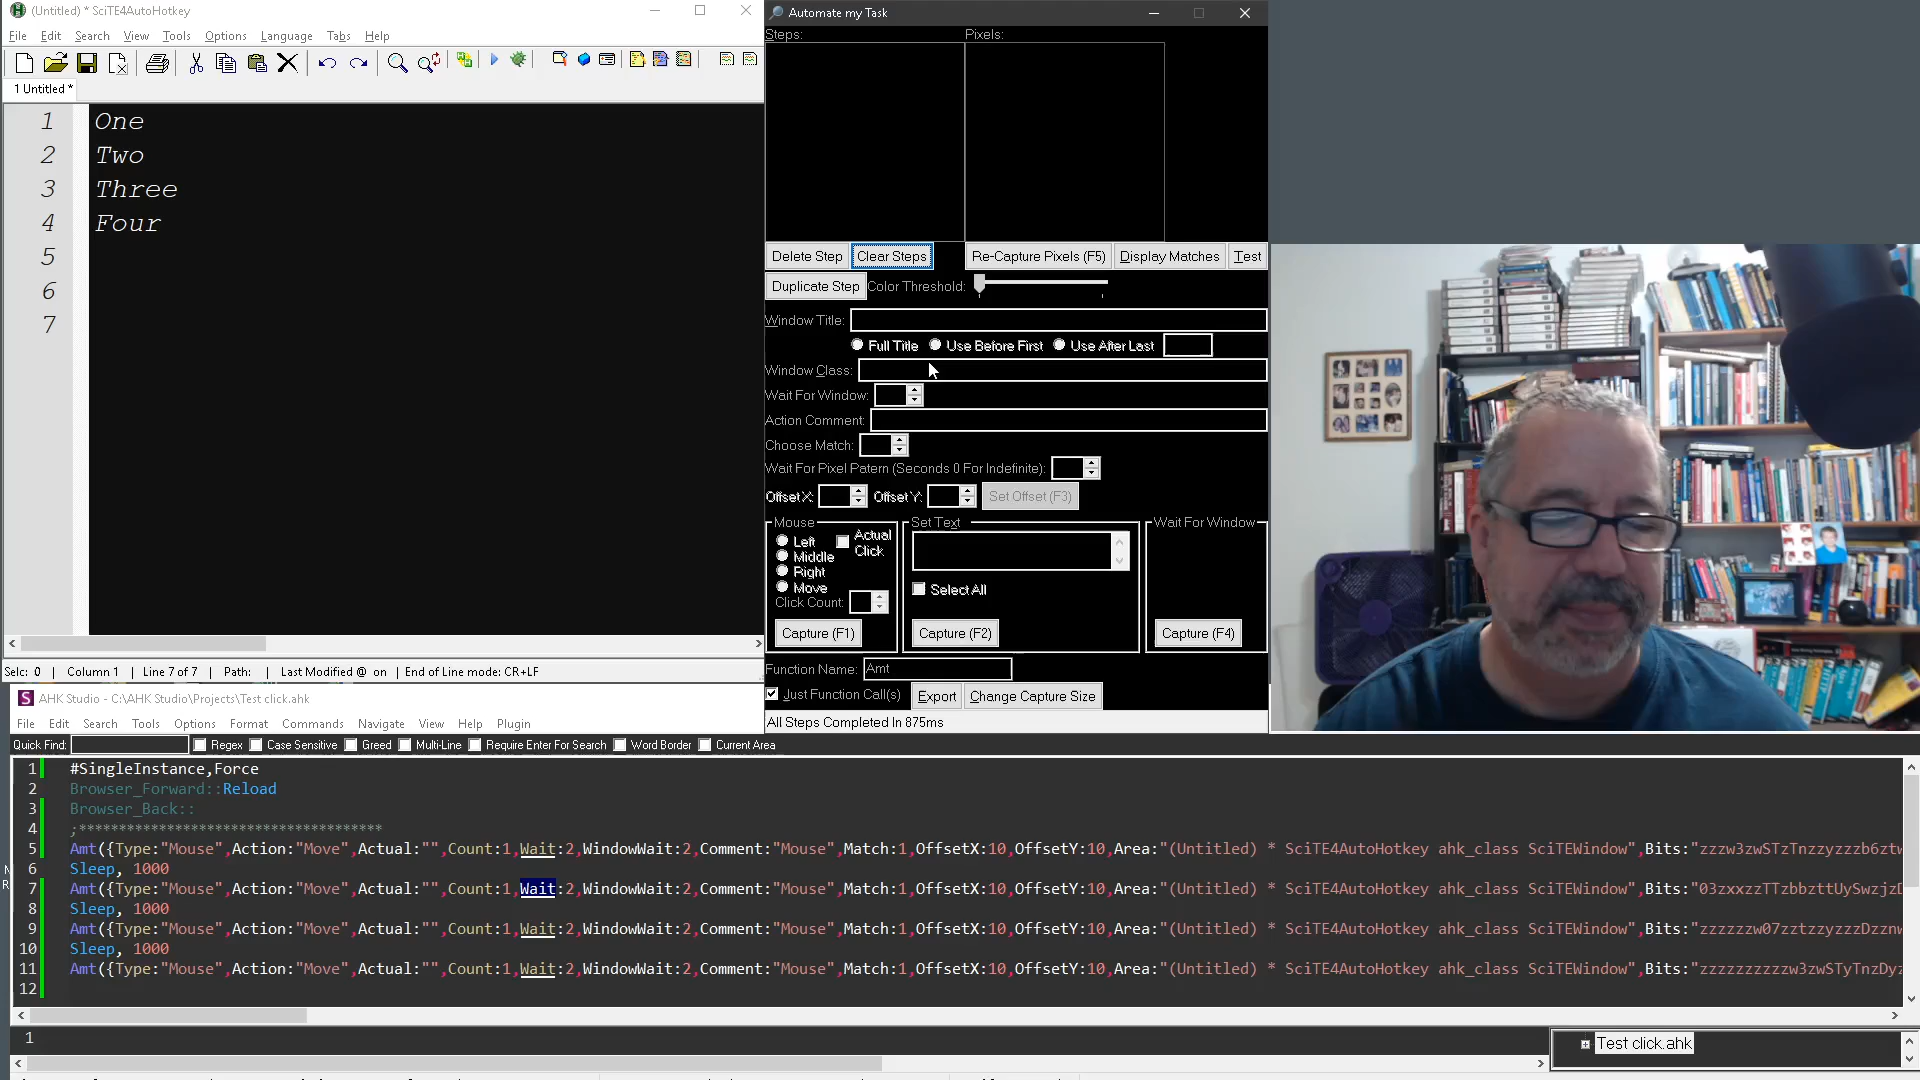 (Untitled) * SciTE4AutoHotkey
File Edit Search View Tools Options Language Tabs Help
1 Untitled *
1 One
2 Two
3 Three
4 Four
5
6
7
Selc: 0 | Column 1 | Line 7 of 7 | Path: | Last Modified @ on | End of Line mode: CR+LF
Automate my Task
Steps: Pixels:
Delete Step Clear Steps Re-Capture Pixels (F5) Display Matches Test
Duplicate Step Color Threshold:
Window Title:
Full Title Use Before First Use After Last
Window Class:
Wait For Window:
Action Comment:
Choose Match:
Wait For Pixel Patern (Seconds 0 For Indefinite):
Offset X: Offset Y: Set Offset (F3)
Mouse Set Text Wait For Window
Left Actual Click
Middle
Right
Move
Select All
Click Count:
Capture (F1) Capture (F2) Capture (F4)
Function Name: Amt
Just Function Call(s) Export Change Capture Size
All Steps Completed In 875ms
AHK Studio - C:\AHK Studio\Projects\Test click.ahk
File Edit Search Tools Options Format Commands Navigate View Help Plugin
Quick Find: Regex Case Sensitive Greed Multi-Line Require Enter For Search Word Border Current Area
1 #SingleInstance,Force
2 Browser_Forward::Reload
3 Browser_Back::
4 ;**********************************
5 Amt({Type:"Mouse",Action:"Move",Actual:"",Count:1,Wait:2,WindowWait:2,Comment:"Mouse",Match:1,OffsetX:10,OffsetY:10,Area:"(Untitled) * SciTE4AutoHotkey ahk_class SciTEWindow",Bits:"zzzw3zwSTzTnzzyzzzb6ztw
6 Sleep, 1000
7 Amt({Type:"Mouse",Action:"Move",Actual:"",Count:1,Wait:2,WindowWait:2,Comment:"Mouse",Match:1,OffsetX:10,OffsetY:10,Area:"(Untitled) * SciTE4AutoHotkey ahk_class SciTEWindow",Bits:"03zxxzzTTzbbzttUySwzjzD
8 Sleep, 1000
9 Amt({Type:"Mouse",Action:"Move",Actual:"",Count:1,Wait:2,WindowWait:2,Comment:"Mouse",Match:1,OffsetX:10,OffsetY:10,Area:"(Untitled) * SciTE4AutoHotkey ahk_class SciTEWindow",Bits:"zzzzzzw07zztzzyzzzDzznw
10 Sleep, 1000
11 Amt({Type:"Mouse",Action:"Move",Actual:"",Count:1,Wait:2,WindowWait:2,Comment:"Mouse",Match:1,OffsetX:10,OffsetY:10,Area:"(Untitled) * SciTE4AutoHotkey ahk_class SciTEWindow",Bits:"zzzzzzzzzzw3zwSTyTnzDyz
12
1
Test click.ahk